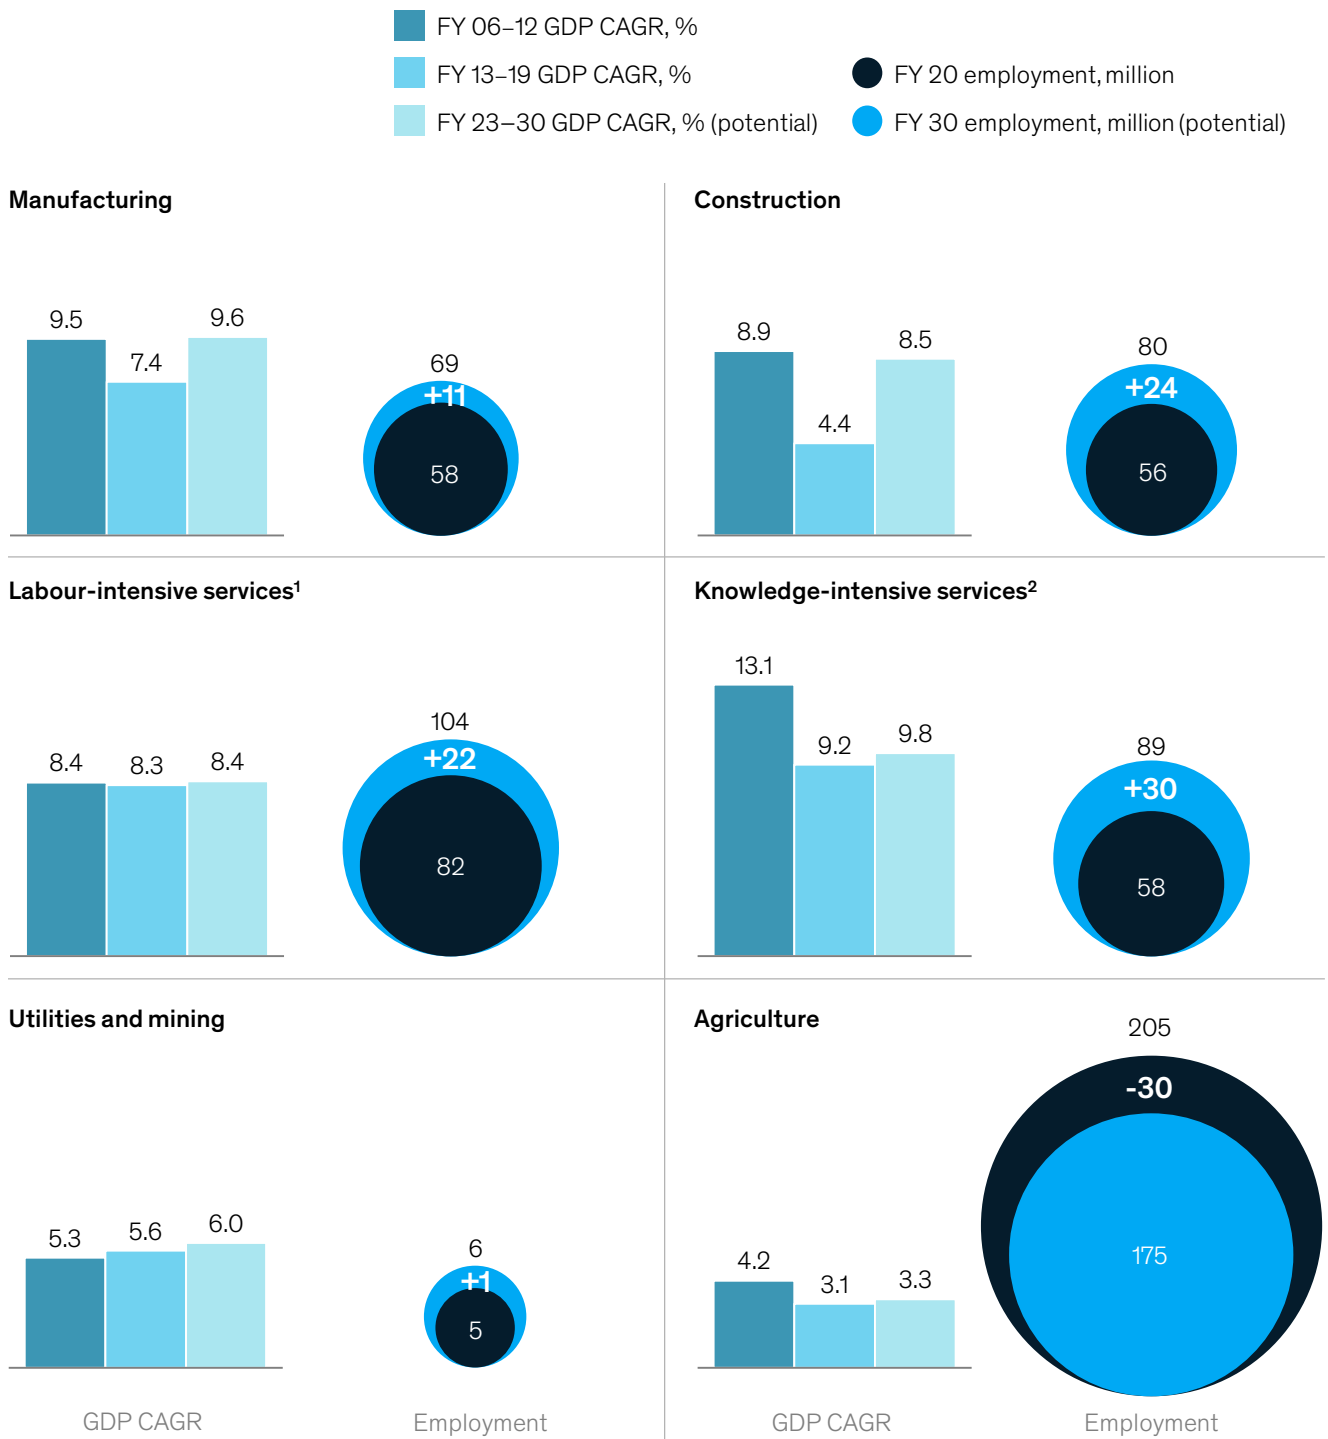 FY 06–12 GDP CAGR, %
FY 13–19 GDP CAGR, %
FY 23–30 GDP CAGR, % (potential)
FY 20 employment, million
FY 30 employment, million (potential)
Manufacturing
9.5
7.4
9.6
69
+11
58
Construction
8.9
4.4
8.5
80
+24
56
Labour-intensive services¹
8.4
8.3
8.4
104
+22
82
Knowledge-intensive services²
13.1
9.2
9.8
89
+30
58
Utilities and mining
5.3
5.6
6.0
6
+1
5
GDP CAGR
Employment
Agriculture
4.2
3.1
3.3
205
-30
175
GDP CAGR
Employment